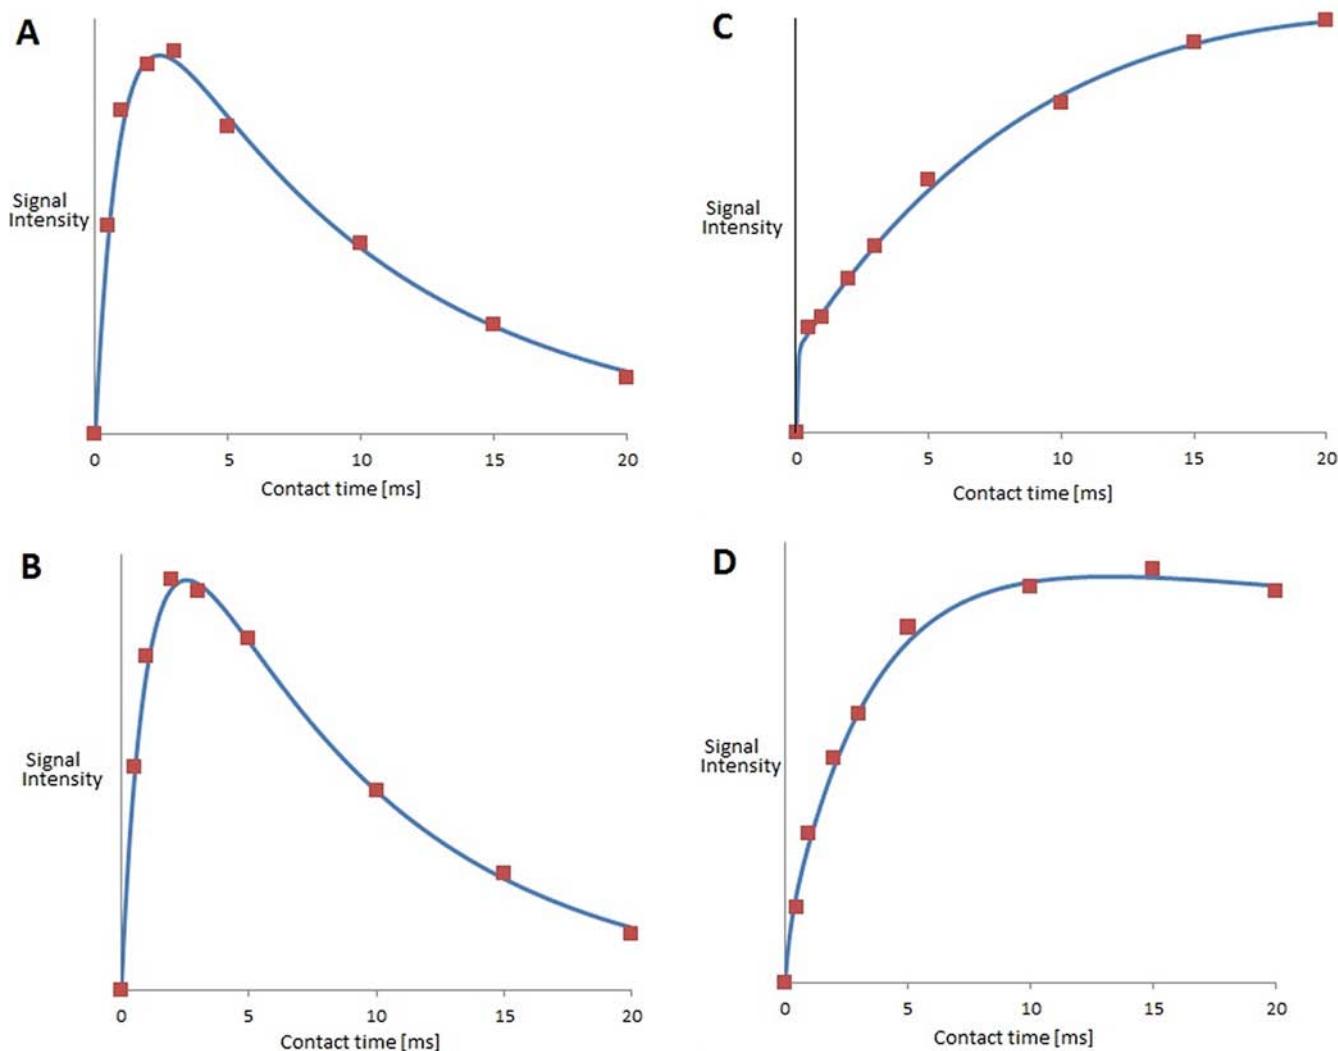 A
Signal
Intensity
0 5 10 15 20
Contact time [ms]
C
Signal
Intensity
0 5 10 15 20
Contact time [ms]
B
Signal
Intensity
0 5 10 15 20
Contact time [ms]
D
Signal
Intensity
0 5 10 15 20
Contact time [ms]